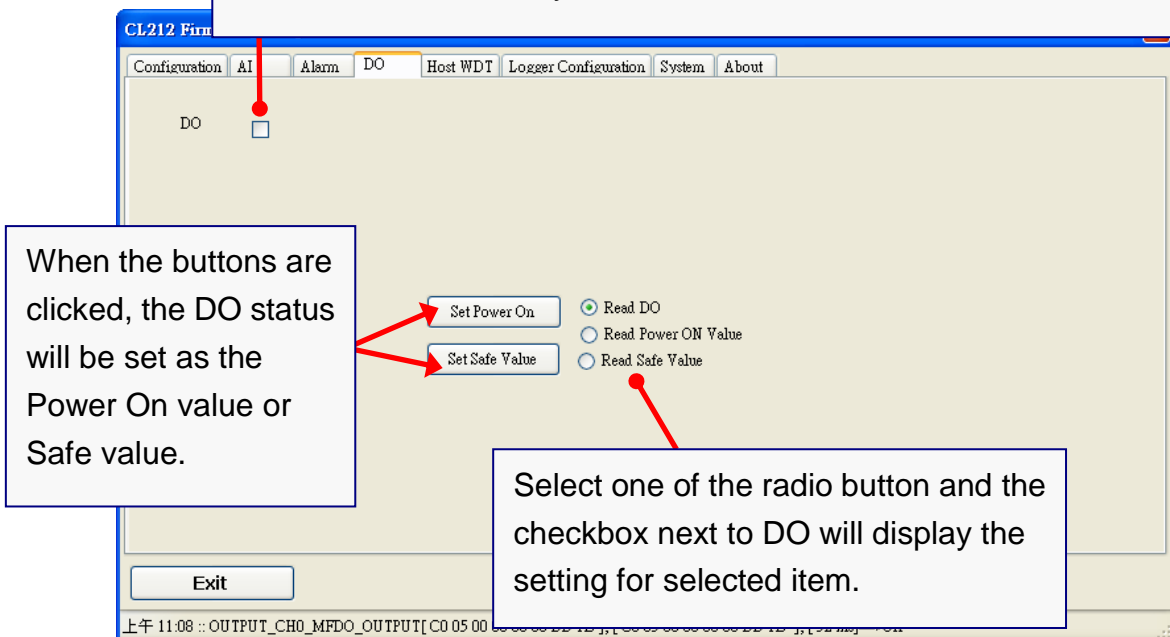 CL212 Firm
Configuration AI Alarm DO Host WDT Logger Configuration System About
DO
When the buttons are
clicked, the DO status
will be set as the
Power On value or
Safe value.
Set Power On
Read DO
Read Power ON Value
Set Safe Value
Read Safe Value
Select one of the radio button and the
checkbox next to DO will display the
setting for selected item.
Exit
上午 11:08 :: OUTPUT_CH0_MFDO_OUTPUT[ C0 05 00